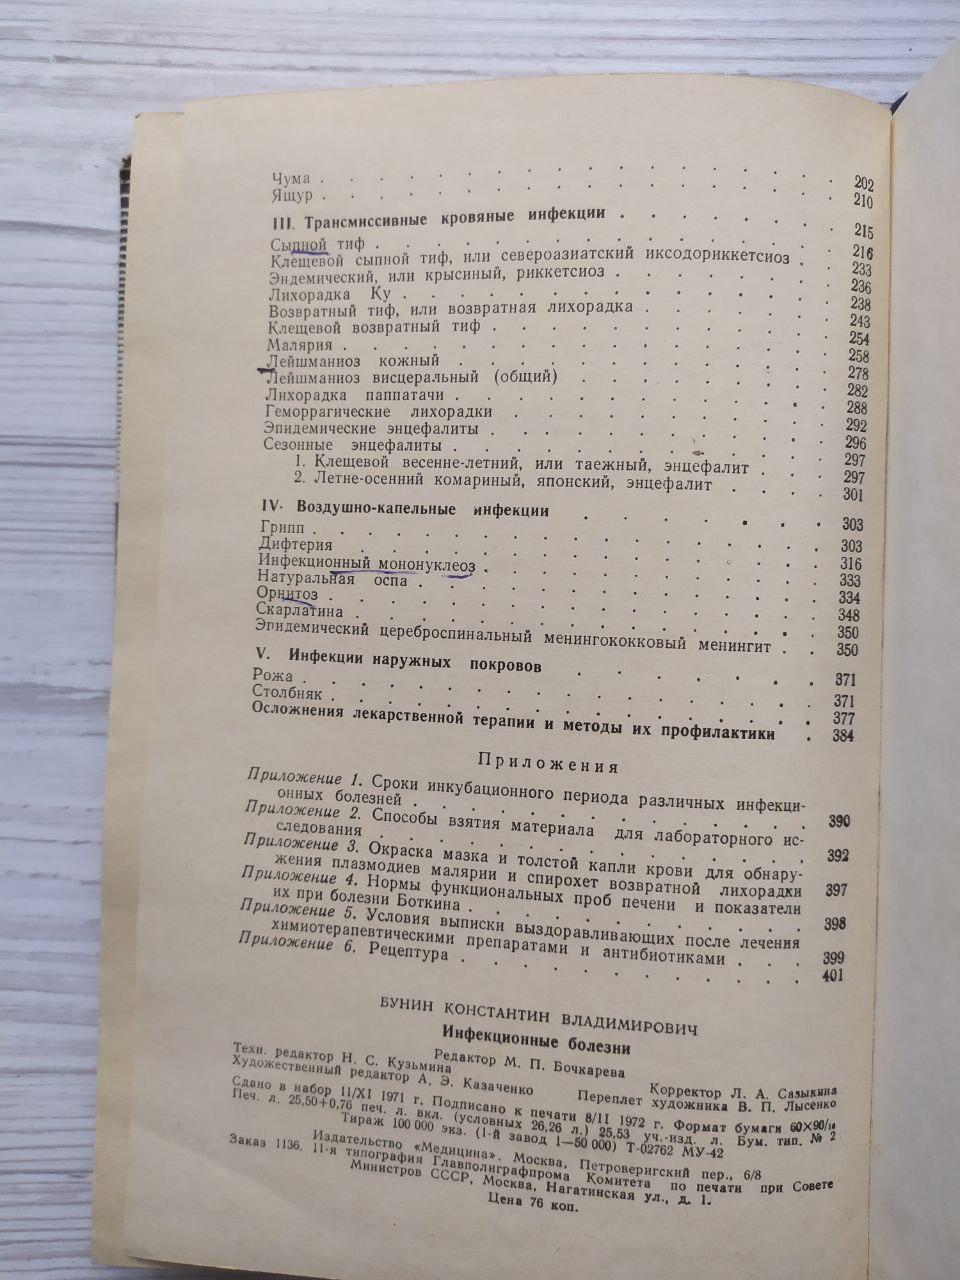 Чума . . . . . . . . . . . . . . . 202
Ящур . . . . . . . . . . . . . . . 210
III. Трансмиссивные кровяные инфекции . . . . . . . 215
Сыпной тиф . . . . . . . . . . . . . 216
Клещевой сыпной тиф, или североазиатский иксодориккетсиоз . 233
Эндемический, или крысиный, риккетсиоз . . . . . . . 236
Лихорадка Ку . . . . . . . . . . . . . 238
Возвратный тиф, или возвратная лихорадка . . . . . . 243
Клещевой возвратный тиф . . . . . . . . . . 254
Малярия . . . . . . . . . . . . . . 258
Лейшманиоз кожный . . . . . . . . . . . 278
Лейшманиоз висцеральный (общий) . . . . . . . . 282
Лихорадка паппатачи . . . . . . . . . . . 288
Геморрагические лихорадки . . . . . . . . . 292
Эпидемические энцефалиты . . . . . . . . . . 296
Сезонные энцефалиты . . . . . . . . . . . 297
1. Клещевой весенне-летний, или таежный, энцефалит . . . 297
2. Летне-осенний комариный, японский, энцефалит . . . . 301
IV. Воздушно-капельные инфекции . . . . . . . . 303
Грипп . . . . . . . . . . . . . . . 303
Дифтерия . . . . . . . . . . . . . . 316
Инфекционный мононуклеоз . . . . . . . . . . 333
Натуральная оспа . . . . . . . . . . . . 334
Орнитоз . . . . . . . . . . . . . . 348
Скарлатина . . . . . . . . . . . . . . 350
Эпидемический цереброспинальный менингококковый менингит . . 350
V. Инфекции наружных покровов . . . . . . . 371
Рожа . . . . . . . . . . . . . . . 371
Столбняк . . . . . . . . . . . . . . 377
Осложнения лекарственной терапии и методы их профилактики . 384
Приложения
Приложение 1. Сроки инкубационного периода различных инфекци-
онных болезней . . . . . . . . . . . . 390
Приложение 2. Способы взятия материала для лабораторного ис-
следования . . . . . . . . . . . . . 392
Приложение 3. Окраска мазка и толстой капли крови для обнару-
жения плазмодиев малярии и спирохет возвратной лихорадки 397
Приложение 4. Нормы функциональных проб печени и показатели
их при болезни Боткина . . . . . . . . . . 398
Приложение 5. Условия выписки выздоравливающих после лечения
химиотерапевтическими препаратами и антибиотиками . . . 399
Приложение 6. Рецептура . . . . . . . . . . 401
БУНИН КОНСТАНТИН ВЛАДИМИРОВИЧ
Инфекционные болезни
Редактор М. П. Бочкарева
Техн. редактор Н. С. Кузьмина Корректор Л. А. Сазыкина
Художественный редактор А. Э. Казаченко Переплет художника В. П. Лысенко
Сдано в набор 11/XI 1971 г. Подписано к печати 8/II 1972 г. Формат бумаги 60×90/16
Печ. л. 25,50+0,76 печ. л. вкл. (условных 26,26 л.) 25,53 уч.-изд. л. Бум. тип. № 2
Тираж 100 000 экз. (1-й завод 1—50 000) Т-02762 МУ-42
Издательство «Медицина». Москва, Петроверигский пер., 6/8
Заказ 1136. 11-я типография Главполиграфпрома Комитета по печати при Совете
Министров СССР, Москва, Нагатинская ул., д. 1.
Цена 76 коп.